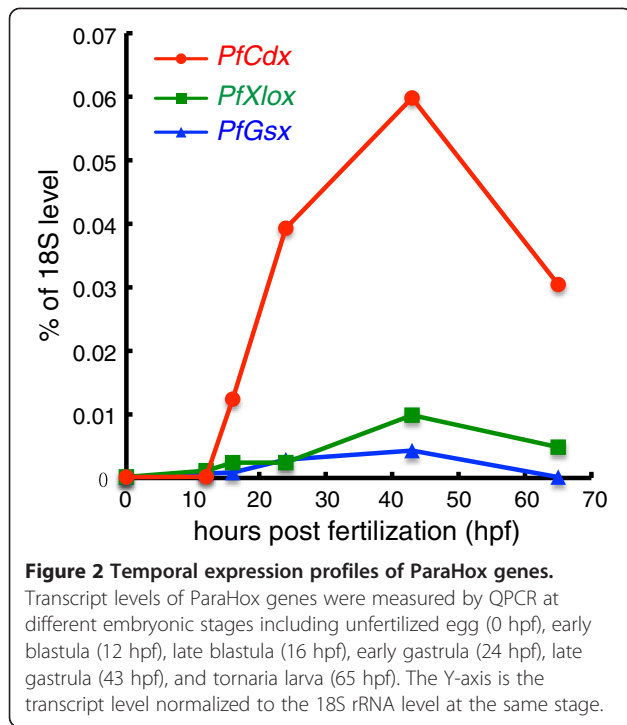 0.07
PfCdx
PfXlox
PfGsx
0.06
0.05
0.04
0.03
0.02
0.01
0
% of 18S level
0 10 20 30 40 50 60 70
hours post fertilization (hpf)
Figure 2 Temporal expression profiles of ParaHox genes.
Transcript levels of ParaHox genes were measured by QPCR at
different embryonic stages including unfertilized egg (0 hpf), early
blastula (12 hpf), late blastula (16 hpf), early gastrula (24 hpf), late
gastrula (43 hpf), and tornaria larva (65 hpf). The Y-axis is the
transcript level normalized to the 18S rRNA level at the same stage.